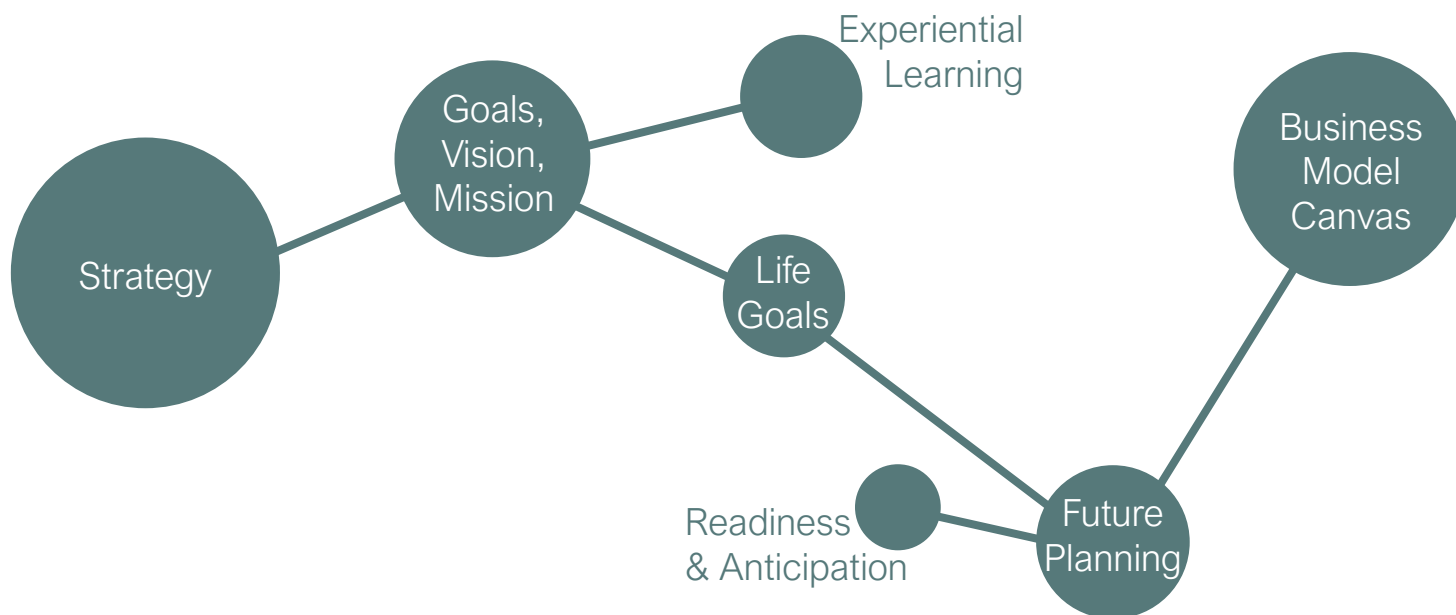 Experiential
Learning
Goals,
Vision,
Mission
Business
Model
Canvas
Strategy
Life
Goals
Readiness
& Anticipation
Future
Planning